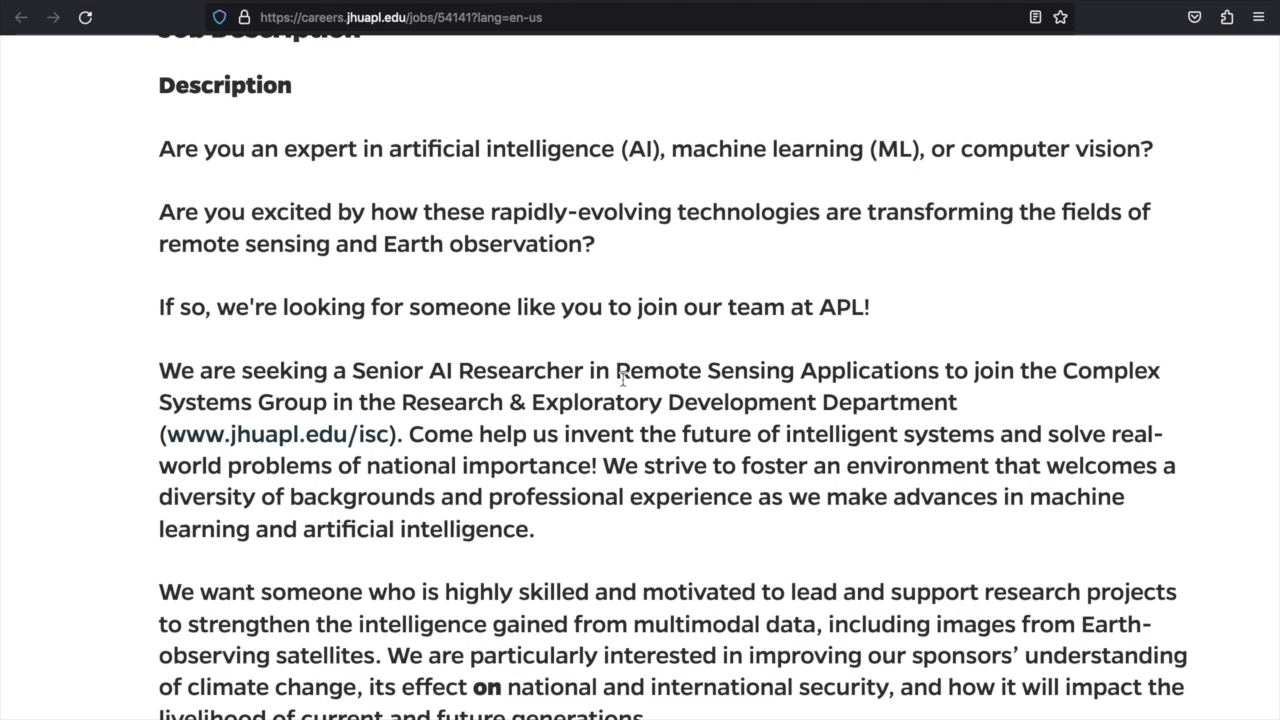 https://careers.jhuapl.edu/jobs/54141?lang=en-us
Job Description
Description
Are you an expert in artificial intelligence (AI), machine learning (ML), or computer vision?
Are you excited by how these rapidly-evolving technologies are transforming the fields of
remote sensing and Earth observation?
If so, we're looking for someone like you to join our team at APL!
We are seeking a Senior AI Researcher in Remote Sensing Applications to join the Complex
Systems Group in the Research & Exploratory Development Department
(www.jhuapl.edu/isc). Come help us invent the future of intelligent systems and solve real-
world problems of national importance! We strive to foster an environment that welcomes a
diversity of backgrounds and professional experience as we make advances in machine
learning and artificial intelligence.
We want someone who is highly skilled and motivated to lead and support research projects
to strengthen the intelligence gained from multimodal data, including images from Earth-
observing satellites. We are particularly interested in improving our sponsors’ understanding
of climate change, its effect on national and international security, and how it will impact the
livelihood of current and future generations.